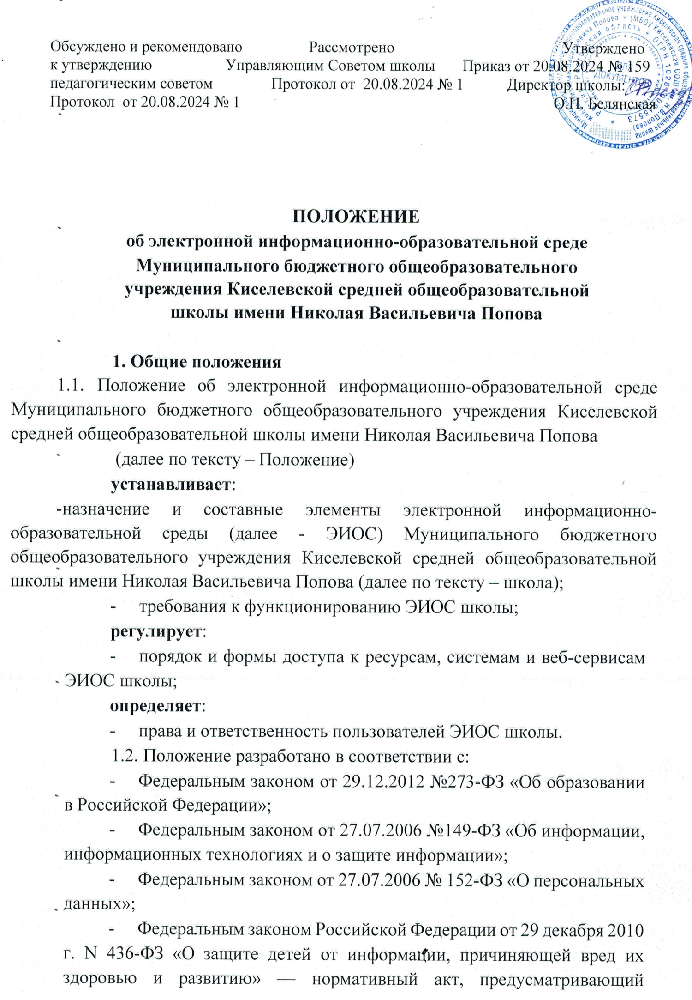 Обсуждено и рекомендовано Рассмотрено Утверждено
к утверждению Управляющим Советом школы Приказ от 20.08.2024 № 159
педагогическим советом Протокол от 20.08.2024 № 1 Директор школы:
Протокол от 20.08.2024 № 1 О.Н. Белянская
ДЛЯ
ДОКУМЕНТОВ
ПОЛОЖЕНИЕ
об электронной информационно-образовательной среде
Муниципального бюджетного общеобразовательного
учреждения Киселевской средней общеобразовательной
школы имени Николая Васильевича Попова
1. Общие положения
1.1. Положение об электронной информационно-образовательной среде
Муниципального бюджетного общеобразовательного учреждения Киселевской
средней общеобразовательной школы имени Николая Васильевича Попова
(далее по тексту – Положение)
устанавливает:
-назначение и составные элементы электронной информационно-
образовательной среды (далее - ЭИОС) Муниципального бюджетного
общеобразовательного учреждения Киселевской средней общеобразовательной
школы имени Николая Васильевича Попова (далее по тексту – школа);
- требования к функционированию ЭИОС школы;
регулирует:
- порядок и формы доступа к ресурсам, системам и веб-сервисам
ЭИОС школы;
определяет:
- права и ответственность пользователей ЭИОС школы.
1.2. Положение разработано в соответствии с:
- Федеральным законом от 29.12.2012 №273-ФЗ «Об образовании
в Российской Федерации»;
- Федеральным законом от 27.07.2006 №149-ФЗ «Об информации,
информационных технологиях и о защите информации»;
- Федеральным законом от 27.07.2006 № 152-ФЗ «О персональных
данных»;
- Федеральным законом Российской Федерации от 29 декабря 2010
г. N 436-ФЗ «О защите детей от информации, причиняющей вред их
здоровью и развитию» — нормативный акт, предусматривающий